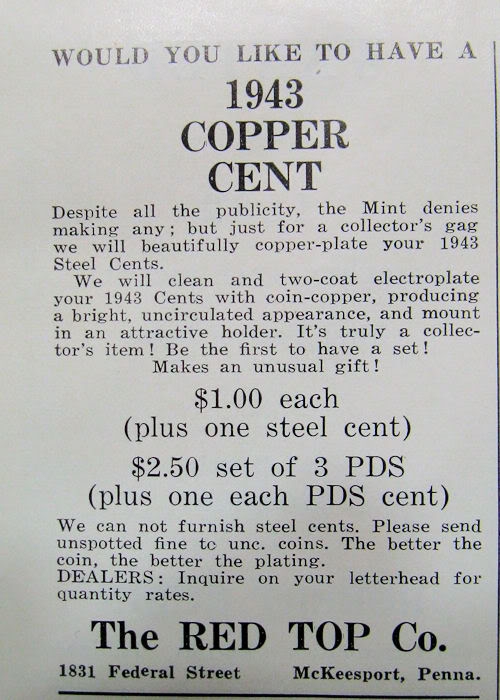 WOULD YOU LIKE TO HAVE A
1943
COPPER
CENT
Despite all the publicity, the Mint denies
making any; but just for a collector's gag
we will beautifully copper-plate your 1943
Steel Cents.
We will clean and two-coat electroplate
your 1943 Cents with coin-copper, producing
a bright, uncirculated appearance, and mount
in an attractive holder. It's truly a collec-
tor's item! Be the first to have a set!
Makes an unusual gift!
$1.00 each
(plus one steel cent)
$2.50 set of 3 PDS
(plus one each PDS cent)
We can not furnish steel cents. Please send
unspotted fine to unc. coins. The better the
coin, the better the plating.
DEALERS: Inquire on your letterhead for
quantity rates.
The RED TOP Co.
1831 Federal Street McKeesport, Penna.